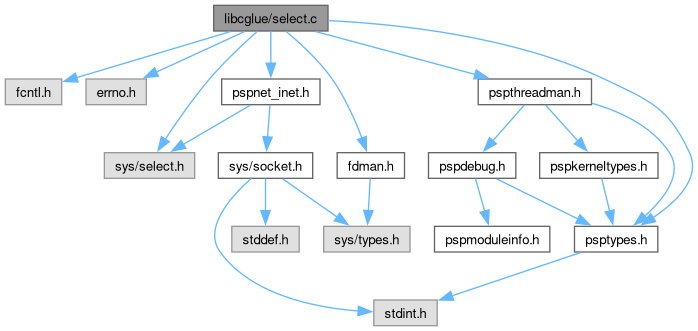 libcglue/select.c
fcntl.h
errno.h
pspnet_inet.h
pspthreadman.h
sys/select.h
sys/socket.h
fdman.h
pspdebug.h
pspkerneltypes.h
stddef.h
sys/types.h
pspmoduleinfo.h
psptypes.h
stdint.h